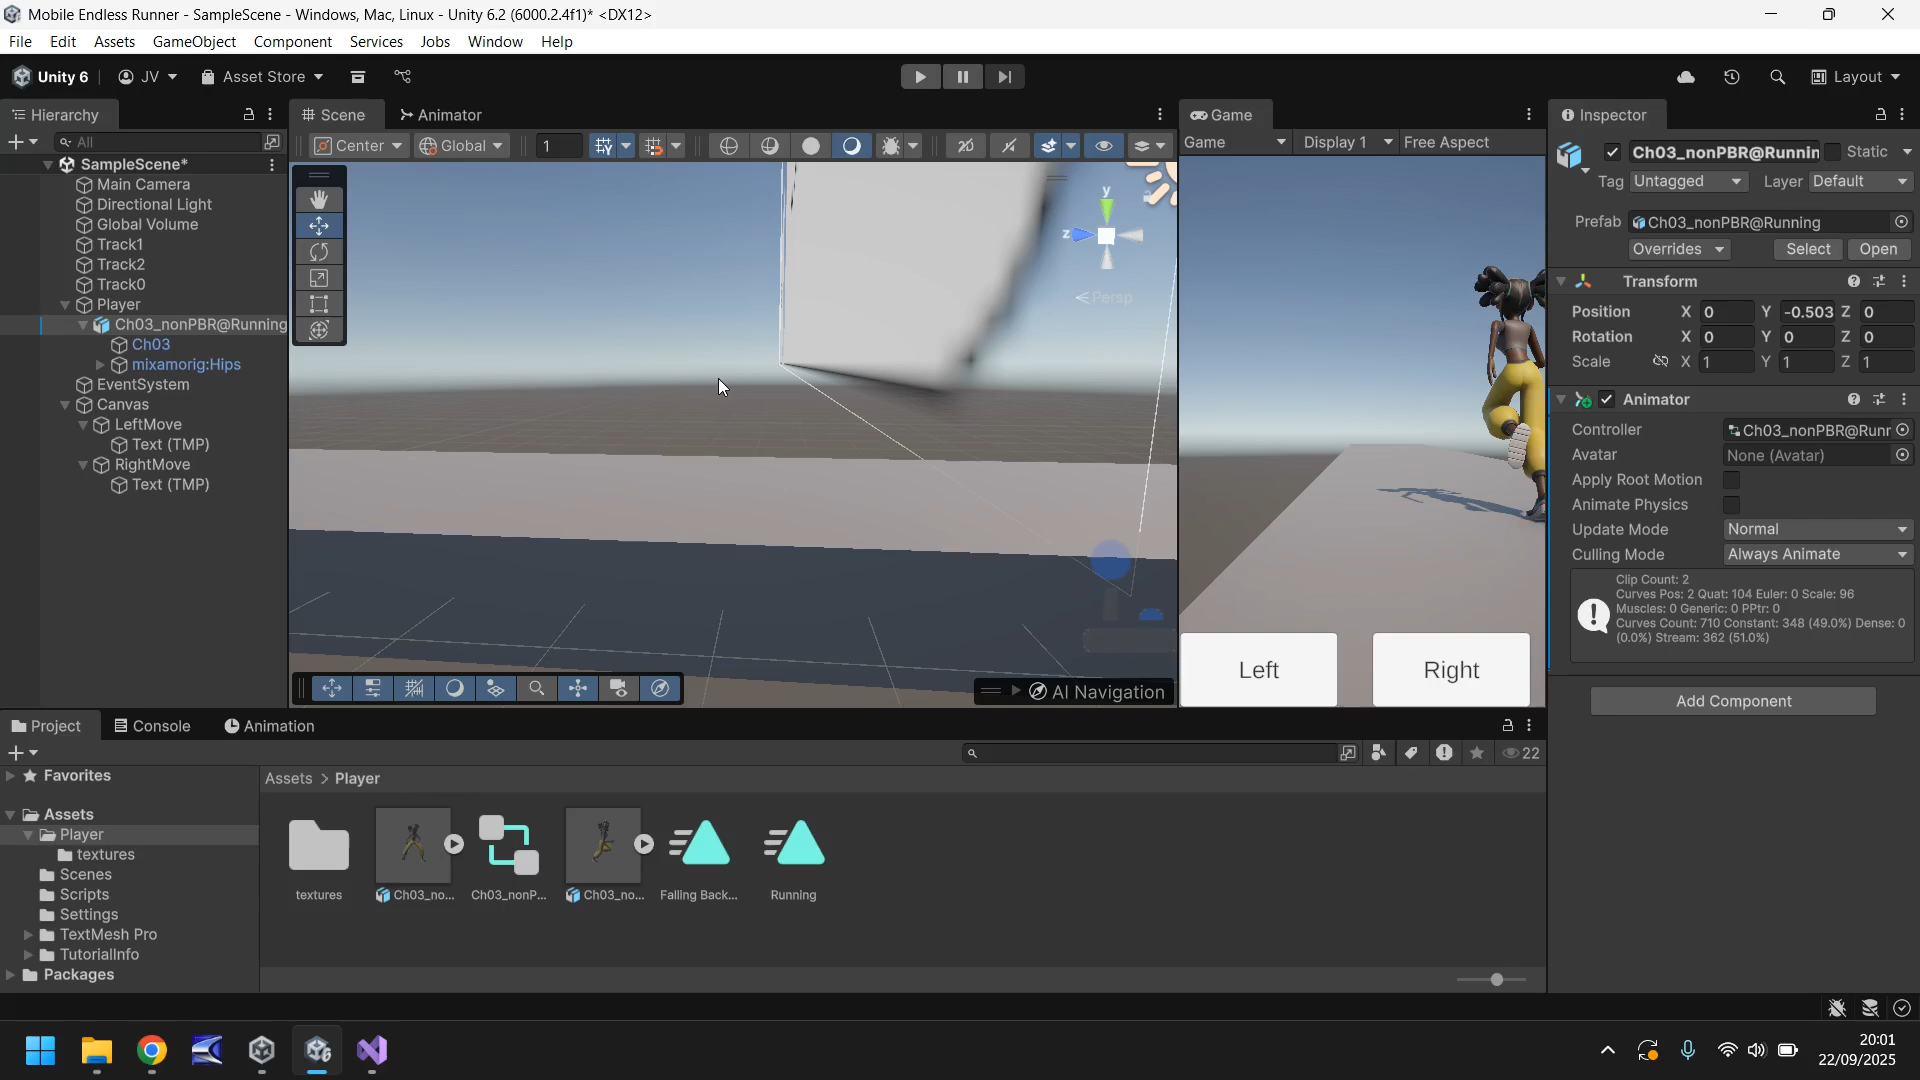 Mobile Endless Runner - SampleScene - Windows, Mac, Linux - Unity 6.2 (6000.2.4f1)* <DX12>
File Edit Assets GameObject Component Services Jobs Window Help
Unity 6 JV Asset Store Layout
Hierarchy
All
SampleScene*
Main Camera
Directional Light
Global Volume
Track1
Track2
Track0
Player
Ch03_nonPBR@Running
Ch03
mixamorig:Hips
EventSystem
Canvas
LeftMove
Text (TMP)
RightMove
Text (TMP)
Scene Animator
Center Global 1
y
z
Persp
AI Navigation
Game
Game Display 1 Free Aspect
Left Right
Inspector
Ch03_nonPBR@Runnin Static
Tag Untagged Layer Default
Prefab Ch03_nonPBR@Running
Overrides Select Open
Transform
Position X 0 Y -0.503 Z 0
Rotation X 0 Y 0 Z 0
Scale X 1 Y 1 Z 1
Animator
Controller Ch03_nonPBR@Runr
Avatar None (Avatar)
Apply Root Motion
Animate Physics
Update Mode Normal
Culling Mode Always Animate
Clip Count: 2
Curves Pos: 2 Quat: 104 Euler: 0 Scale: 96
Muscles: 0 Generic: 0 PPtr: 0
Curves Count: 710 Constant: 348 (49.0%) Dense: 0
(0.0%) Stream: 362 (51.0%)
Add Component
Project Console Animation
22
Favorites
Assets
Player
textures
Scenes
Scripts
Settings
TextMesh Pro
TutorialInfo
Packages
Assets > Player
textures Ch03_no... Ch03_nonP... Ch03_no... Falling Back... Running
20:01
22/09/2025